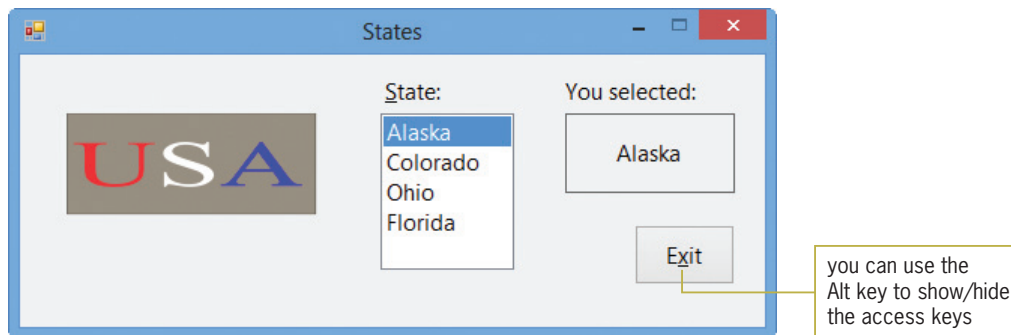 States
State:
You selected:
USA
Alaska
Colorado
Ohio
Florida
Alaska
Exit
you can use the
Alt key to show/hide
the access keys